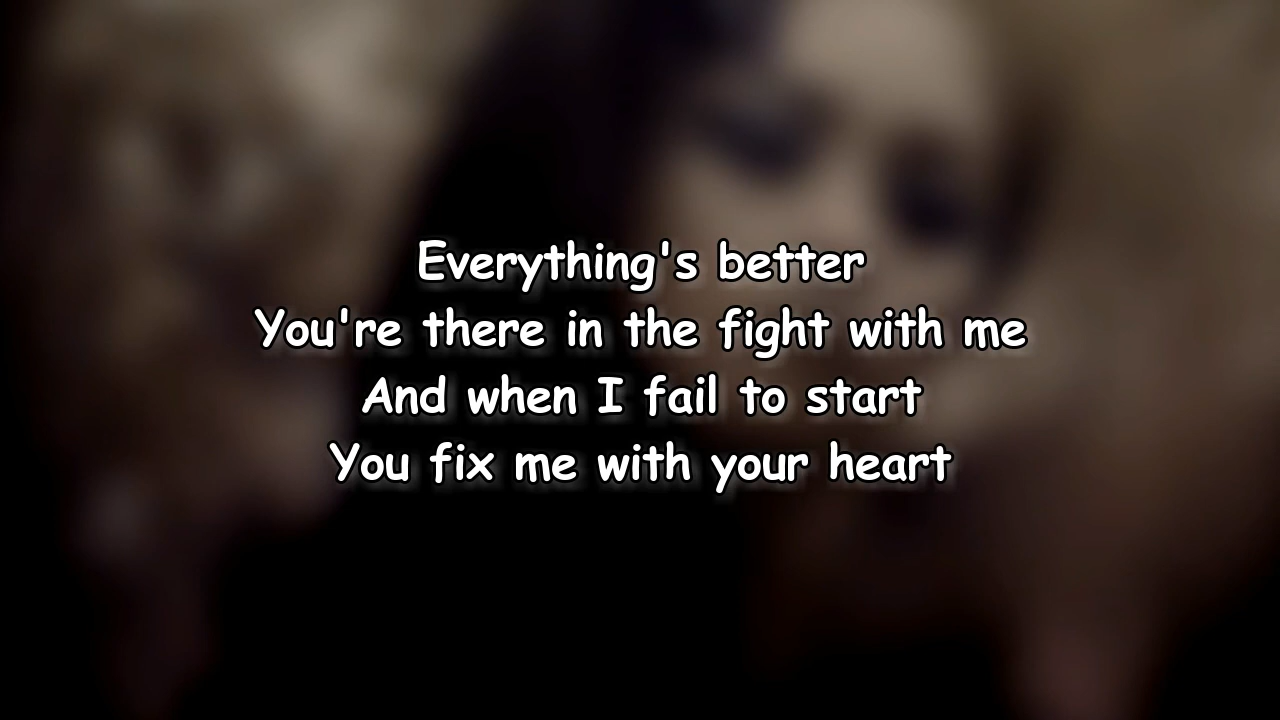 Everything's better
You're there in the fight with me
And when I fail to start
You fix me with your heart